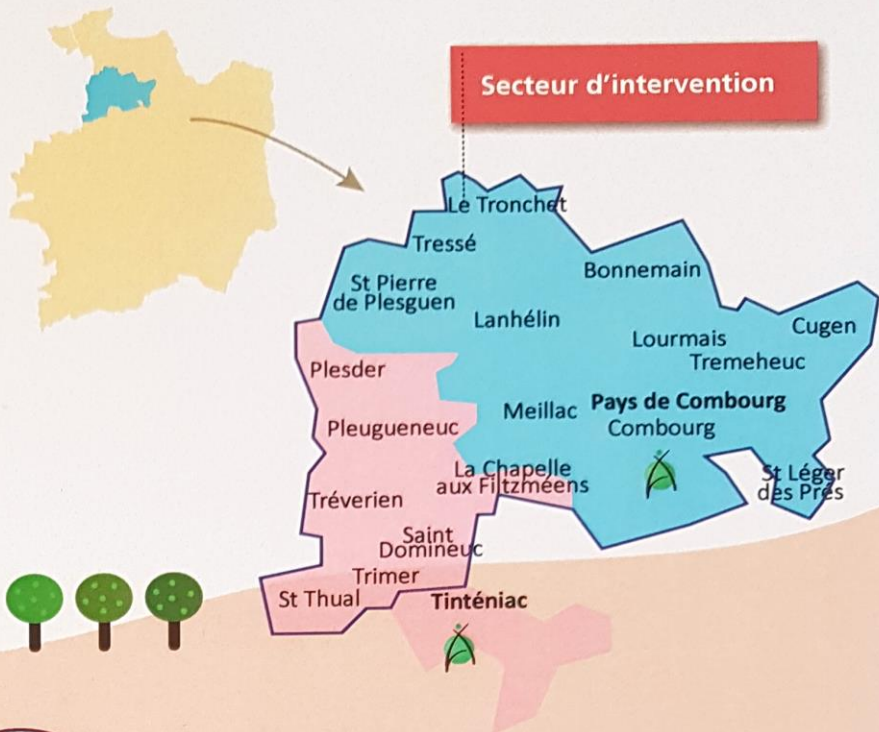 Secteur d'intervention
Le Tronchet
Tressé
Bonnemain
St Pierre
de Plesguen
Lanhélin
Cugen
Lourmais
Tremeheuc
Plesder
Pays de Combourg
Meillac
Combourg
Pleugueneuc
La Chapelle
aux Filtzméens
St Léger
des Prés
Tréverien
Saint
Domineuc
Trimer
St Thual
Tinténiac